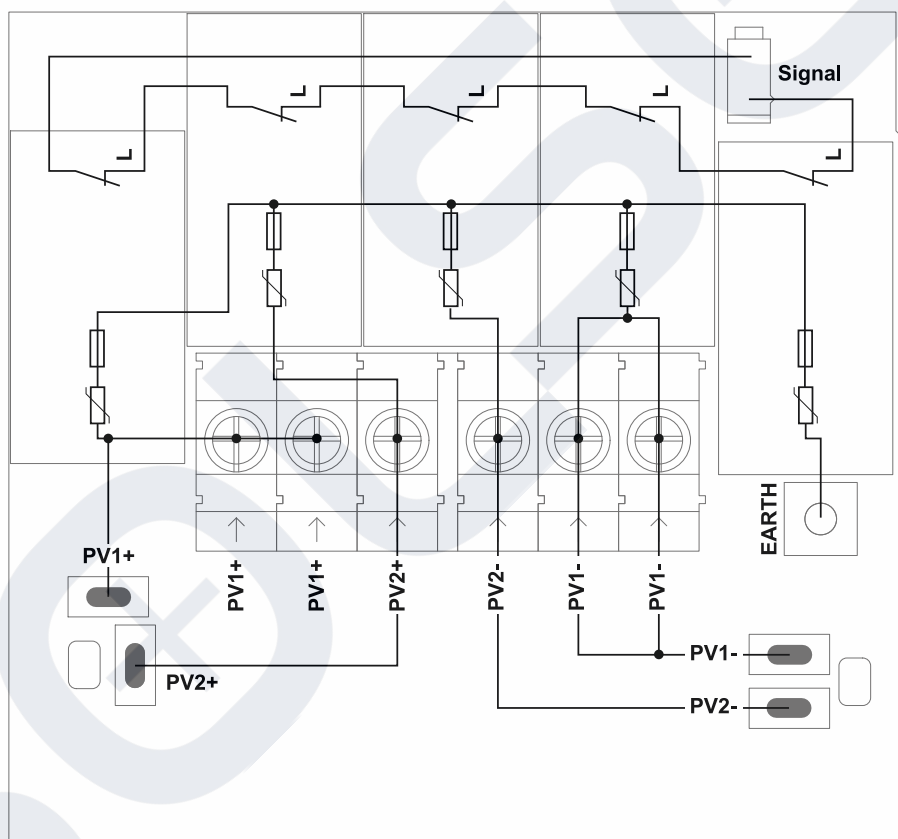 Signal
L
L
L
L
L
EARTH
PV1+
PV1+
PV1+
PV2+
PV2-
PV1-
PV1-
PV2+
PV1-
PV2-